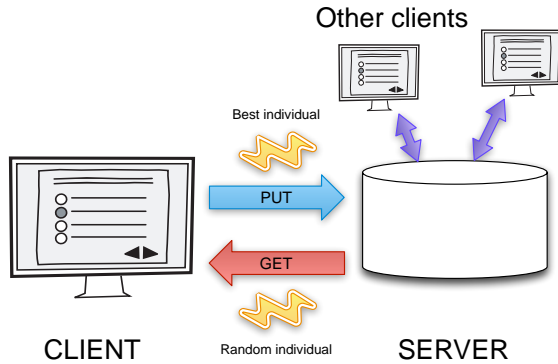 Other clients
Best individual
PUT
GET
Random individual
CLIENT
SERVER